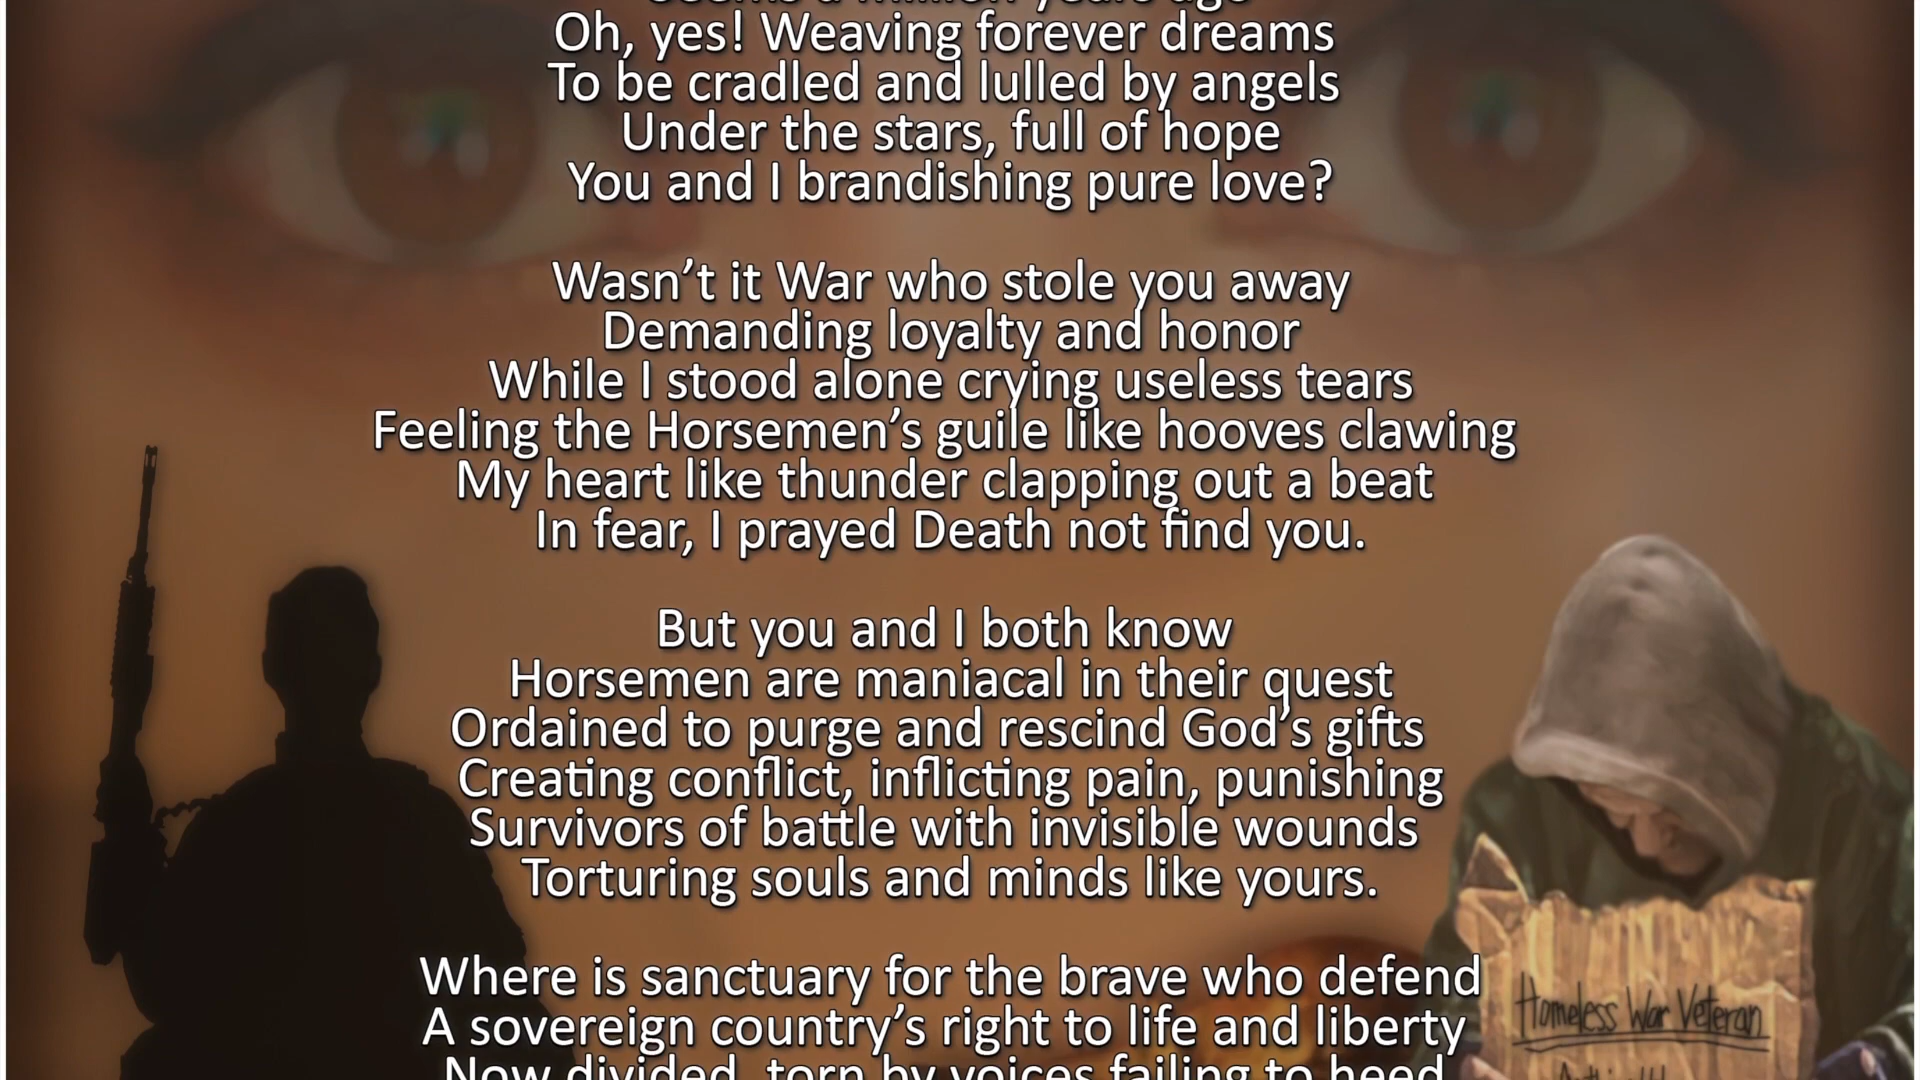 Seems a million years ago
Oh, yes! Weaving forever dreams
To be cradled and lulled by angels
Under the stars, full of hope
You and I brandishing pure love?
Wasn’t it War who stole you away
Demanding loyalty and honor
While I stood alone crying useless tears
Feeling the Horsemen’s guile like hooves clawing
My heart like thunder clapping out a beat
In fear, I prayed Death not find you.
But you and I both know
Horsemen are maniacal in their quest
Ordained to purge and rescind God’s gifts
Creating conflict, inflicting pain, punishing
Survivors of battle with invisible wounds
Torturing souls and minds like yours.
Where is sanctuary for the brave who defend
A sovereign country’s right to life and liberty
Now divided, torn by voices failing to heed
Homeless War Veteran